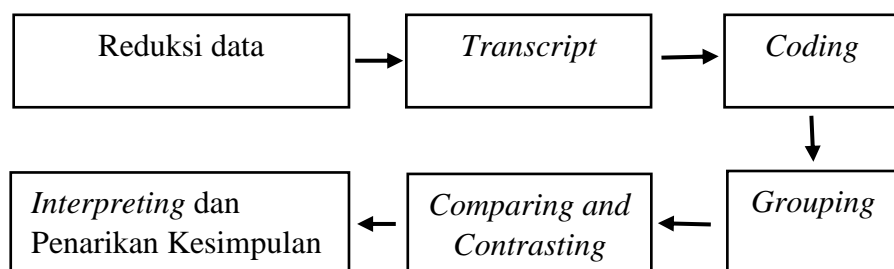 Reduksi data
Transcript
Coding
Grouping
Comparing and
Contrasting
Interpreting dan
Penarikan Kesimpulan